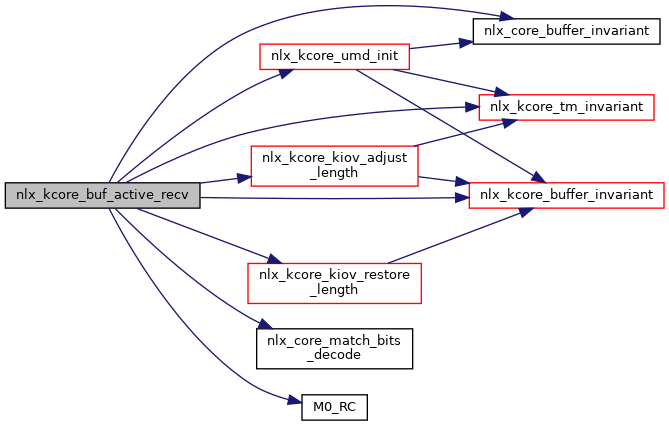 nlx_core_buffer_invariant
nlx_kcore_umd_init
nlx_kcore_tm_invariant
nlx_kcore_kiov_adjust
_length
nlx_kcore_buf_active_recv
nlx_kcore_buffer_invariant
nlx_kcore_kiov_restore
_length
nlx_core_match_bits
_decode
M0_RC